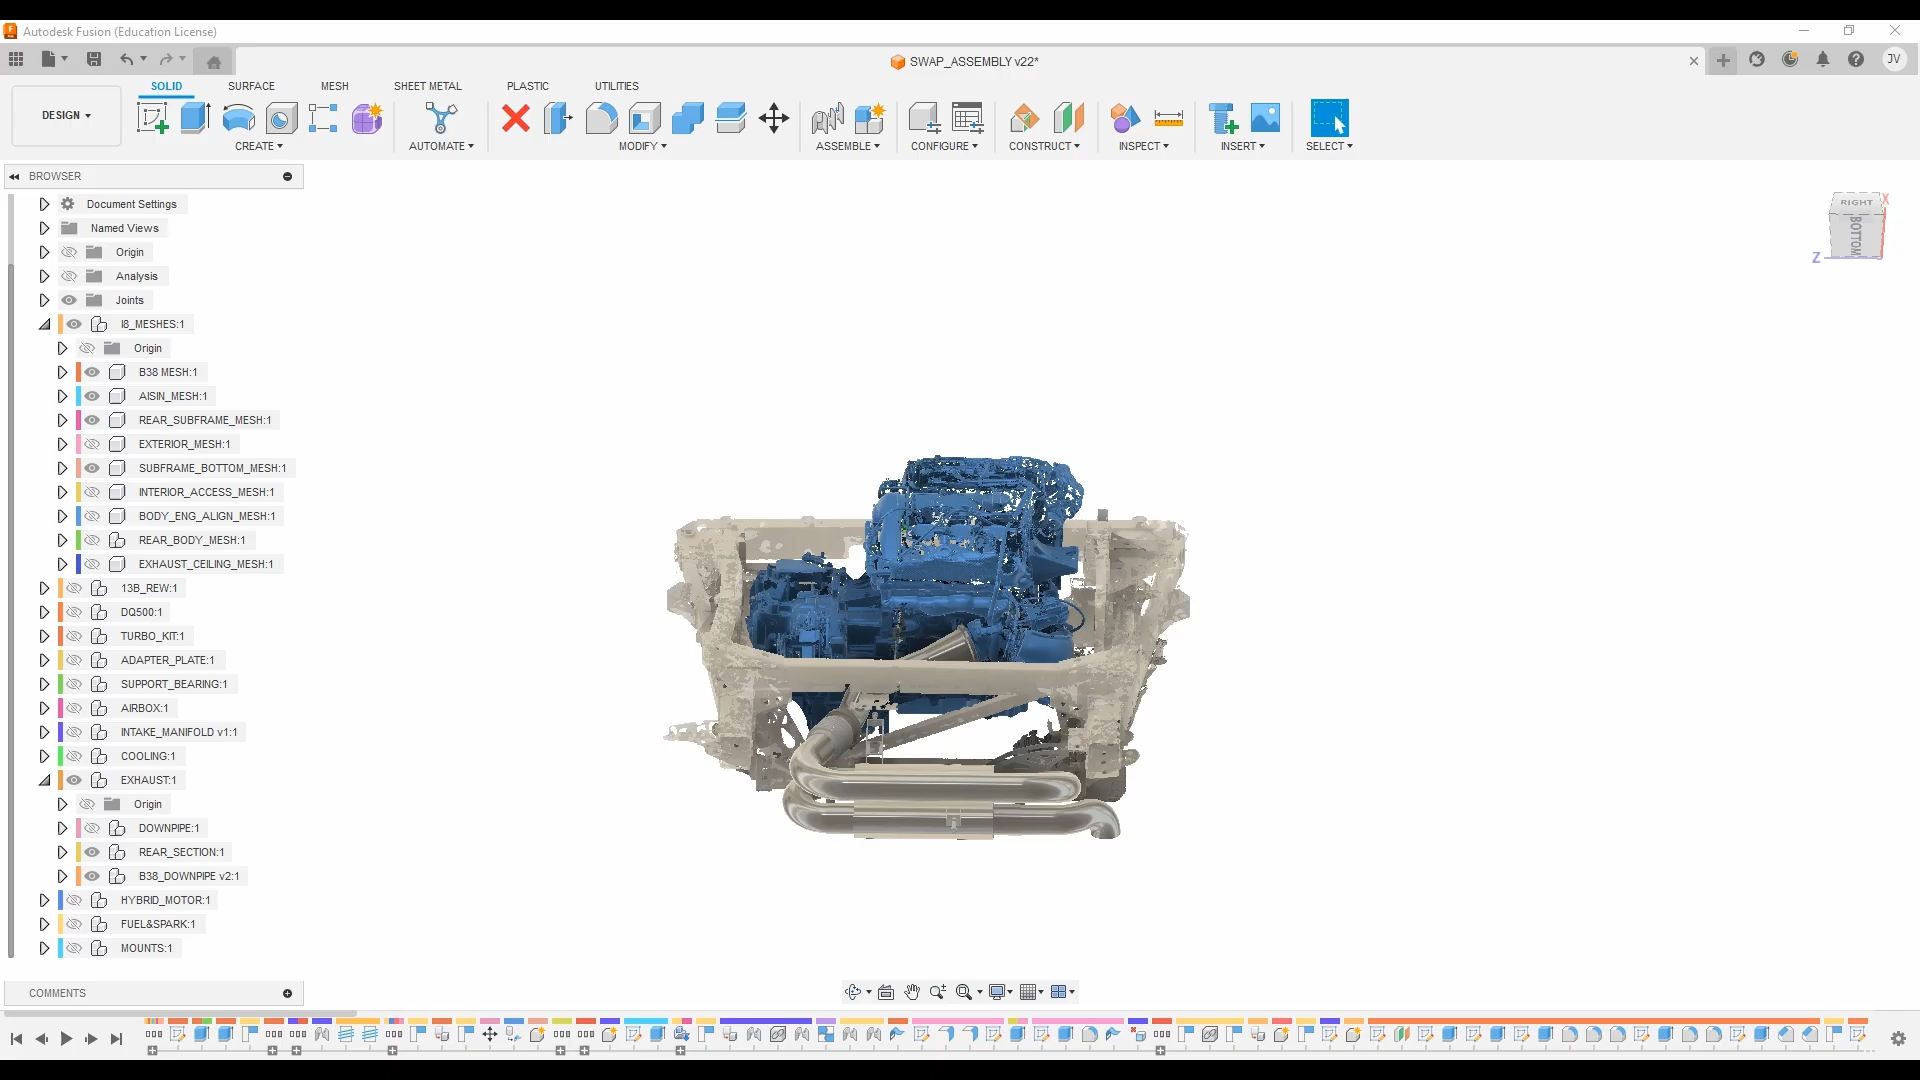 Autodesk Fusion (Education License)
SWAP_ASSEMBLY v22*
JV
DESIGN
SOLID
SURFACE
MESH
SHEET METAL
PLASTIC
UTILITIES
CREATE
AUTOMATE
MODIFY
ASSEMBLE
CONFIGURE
CONSTRUCT
INSPECT
INSERT
SELECT
BROWSER
Document Settings
Named Views
Origin
Analysis
Joints
I8_MESHES:1
Origin
B38 MESH:1
AISIN_MESH:1
REAR_SUBFRAME_MESH:1
EXTERIOR_MESH:1
SUBFRAME_BOTTOM_MESH:1
INTERIOR_ACCESS_MESH:1
BODY_ENG_ALIGN_MESH:1
REAR_BODY_MESH:1
EXHAUST_CEILING_MESH:1
13B_REW:1
DQ500:1
TURBO_KIT:1
ADAPTER_PLATE:1
SUPPORT_BEARING:1
AIRBOX:1
INTAKE_MANIFOLD v1:1
COOLING:1
EXHAUST:1
Origin
DOWNPIPE:1
REAR_SECTION:1
B38_DOWNPIPE v2:1
HYBRID_MOTOR:1
FUEL&SPARK:1
MOUNTS:1
RIGHT
X
BOTTOM
Z
COMMENTS